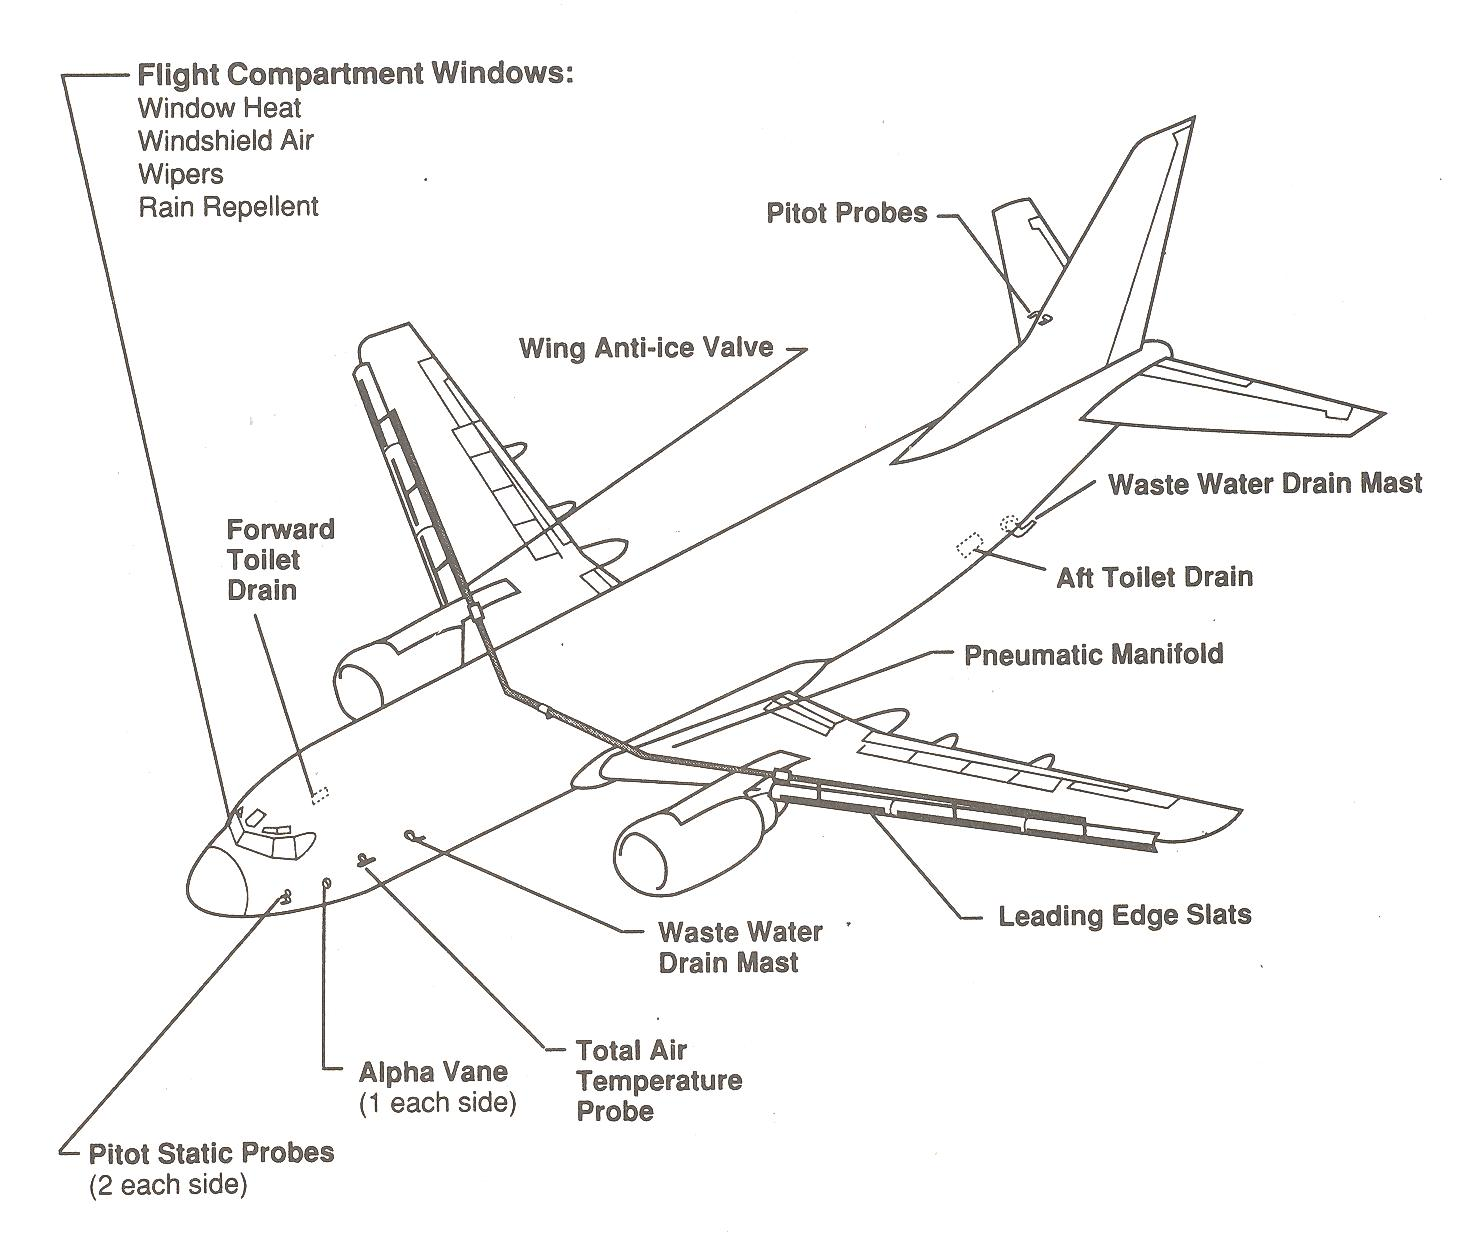 Flight Compartment Windows:
Window Heat
Windshield Air
Wipers
Rain Repellent
Pitot Probes
Wing Anti-ice Valve
Waste Water Drain Mast
Forward
Toilet
Drain
Aft Toilet Drain
Pneumatic Manifold
Leading Edge Slats
Waste Water
Drain Mast
Total Air
Temperature
Probe
Alpha Vane
(1 each side)
Pitot Static Probes
(2 each side)